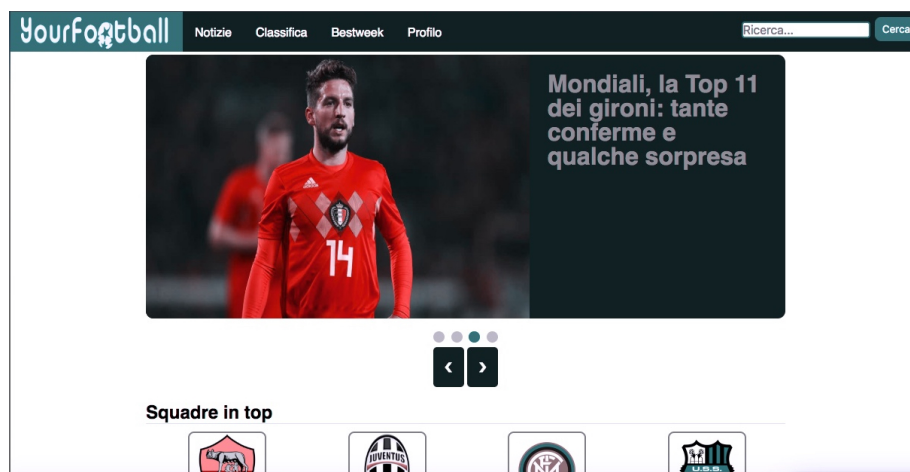 YourFootball
Notizie Classifica Bestweek Profilo
Ricerca... Cerca
Mondiali, la Top 11
dei gironi: tante
conferme e
qualche sorpresa
14
‹ ›
Squadre in top
JUVENTUS
U.S.S.